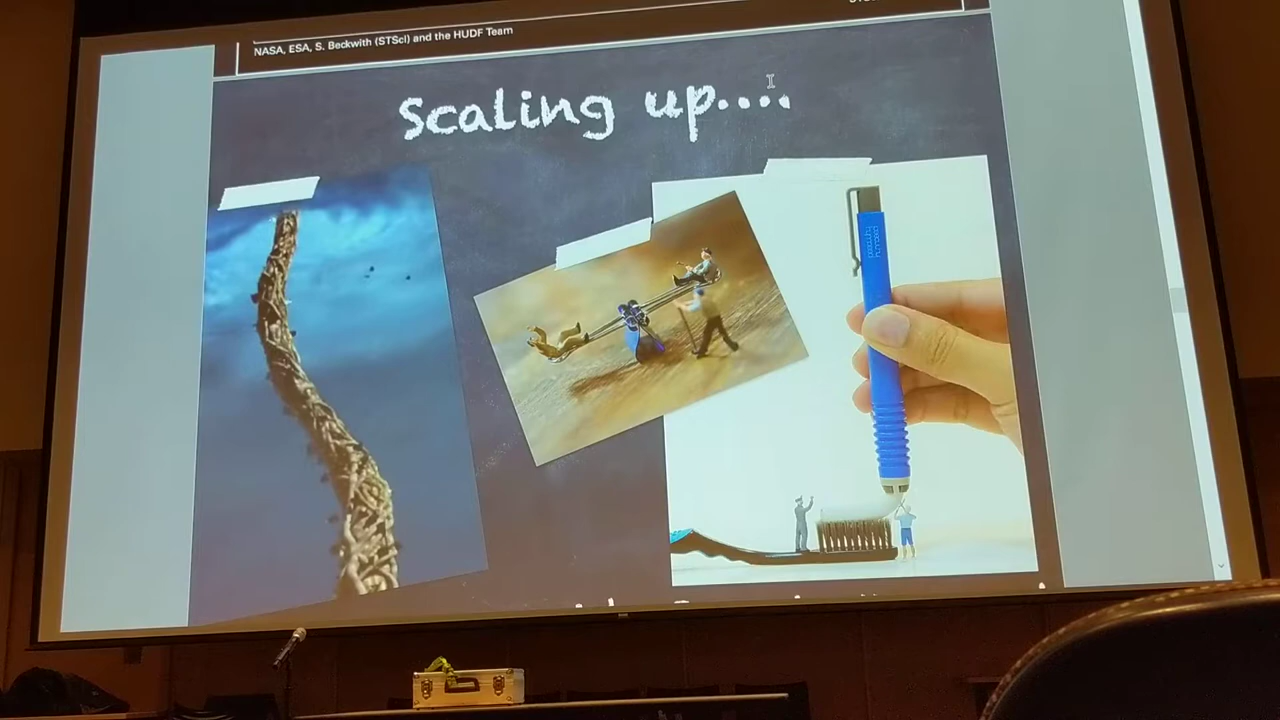 NASA, ESA, S. Beckwith (STScI) and the HUDF Team
Scaling up....